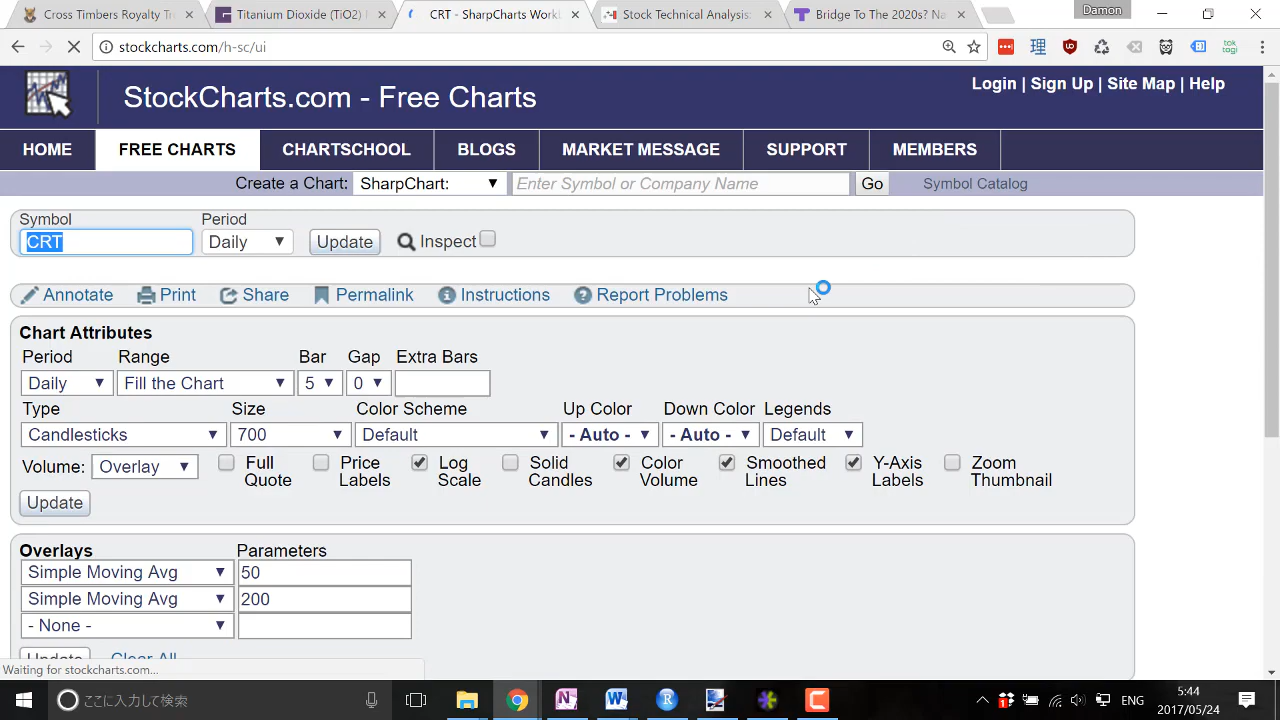 Cross Timbers Royalty Tru
Titanium Dioxide (TiO2) I
CRT - SharpCharts Work
Stock Technical Analysis:
Bridge To The 2020's Na
Damon
stockcharts.com/h-sc/ui
Login | Sign Up | Site Map | Help
StockCharts.com - Free Charts
HOME FREE CHARTS CHARTSCHOOL BLOGS MARKET MESSAGE SUPPORT MEMBERS
Create a Chart: SharpChart: Enter Symbol or Company Name Go Symbol Catalog
Symbol Period
CRT Daily Update Inspect
Annotate Print Share Permalink Instructions Report Problems
Chart Attributes
Period Range Bar Gap Extra Bars
Daily Fill the Chart 5 0
Type Size Color Scheme Up Color Down Color Legends
Candlesticks 700 Default - Auto - - Auto - Default
Volume: Overlay Full Quote Price Labels Log Scale Solid Candles Color Volume Smoothed Lines Y-Axis Labels Zoom Thumbnail
Update
Overlays Parameters
Simple Moving Avg 50
Simple Moving Avg 200
- None -
Update Clear All
Waiting for stockcharts.com...
ここに入力して検索
ENG
5:44
2017/05/24